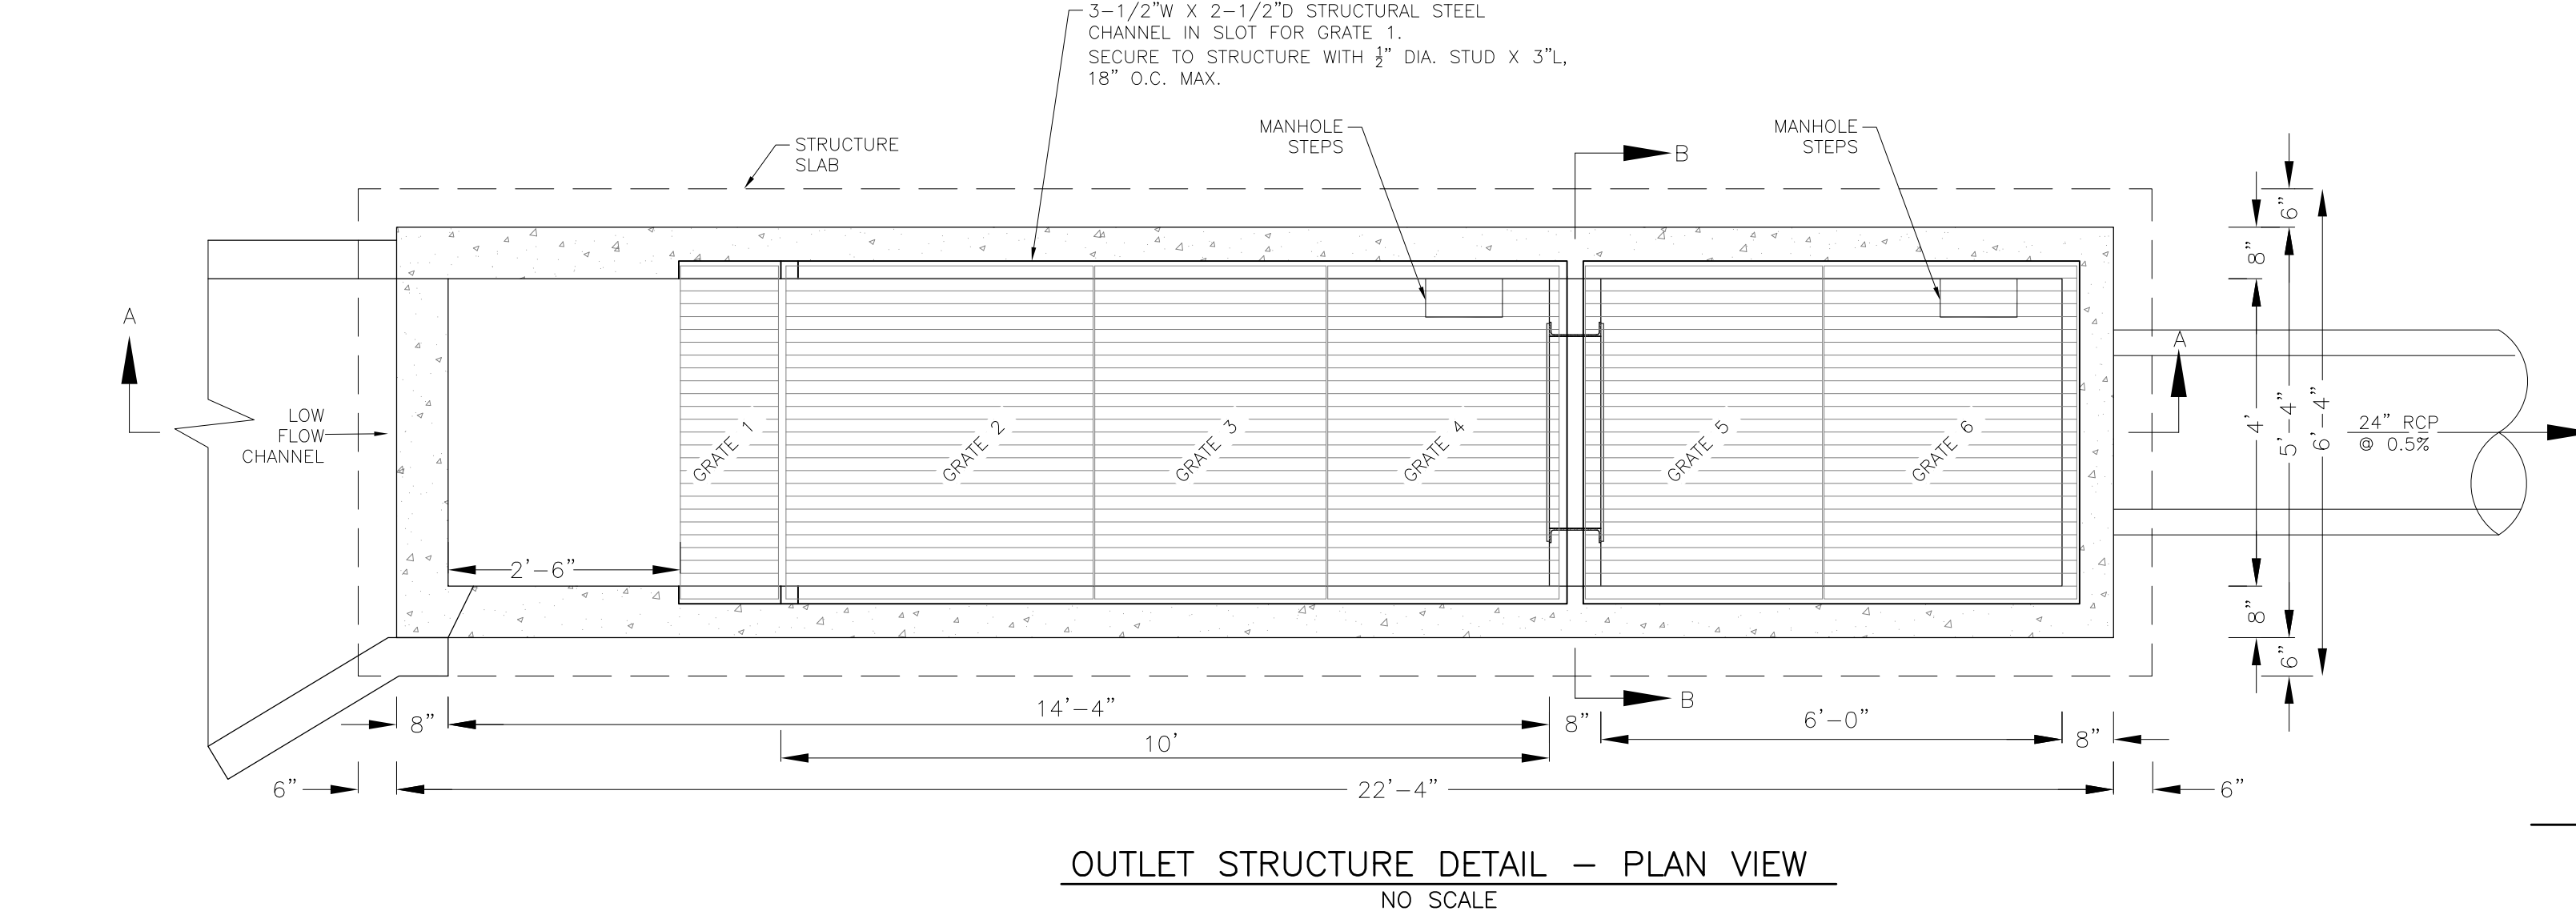 3-1/2"W X 2-1/2"D STRUCTURAL STEEL
CHANNEL IN SLOT FOR GRATE 1.
SECURE TO STRUCTURE WITH ½" DIA. STUD X 3"L,
18" O.C. MAX.
STRUCTURE
SLAB
MANHOLE
STEPS
B
MANHOLE
STEPS
A
LOW
FLOW
CHANNEL
GRATE 1
GRATE 2
GRATE 3
GRATE 4
GRATE 5
GRATE 6
2'-6"
A
6"
8"
4'
5'-4"
6'-4"
8"
6"
24" RCP
@ 0.5%
B
8"
14'-4"
8"
6'-0"
8"
10'
6"
22'-4"
6"
OUTLET STRUCTURE DETAIL - PLAN VIEW
NO SCALE